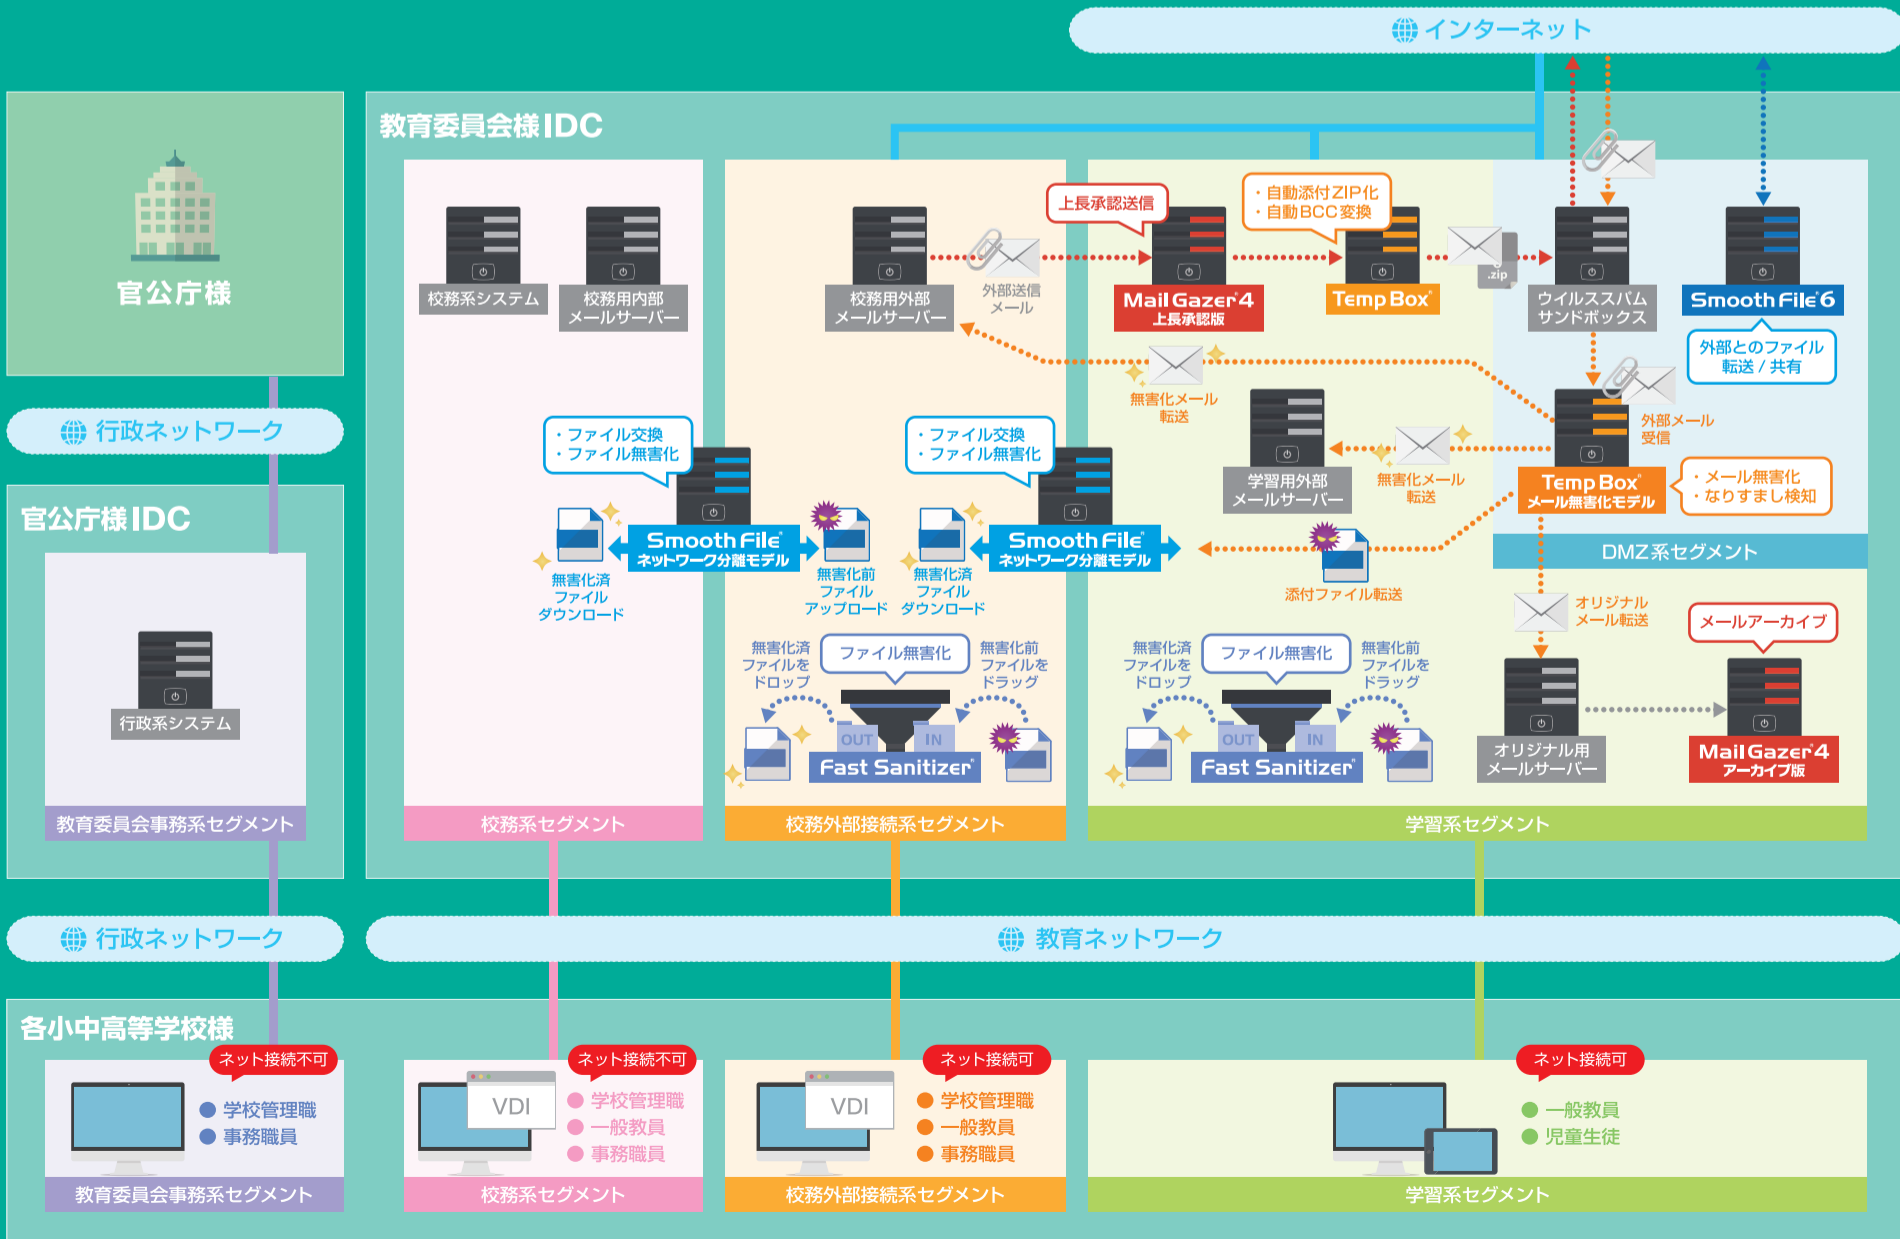 インターネット
官公庁様
行政ネットワーク
官公庁様IDC
行政系システム
教育委員会事務系セグメント
行政ネットワーク
教育委員会様IDC
校務系システム
校務用内部
メールサーバー
・ファイル交換
・ファイル無害化
Smooth File®
ネットワーク分離モデル
無害化済
ファイル
ダウンロード
無害化前
ファイル
アップロード
校務系セグメント
校務用外部
メールサーバー
外部送信
メール
・ファイル交換
・ファイル無害化
Smooth File®
ネットワーク分離モデル
無害化済
ファイル
ダウンロード
無害化済
ファイルを
ドロップ
ファイル無害化
無害化前
ファイルを
ドラッグ
OUT
IN
Fast Sanitizer®
校務外部接続系セグメント
上長承認送信
Mail Gazer®4
上長承認版
・自動添付ZIP化
・自動BCC変換
Temp Box®
.zip
ウイルススパム
サンドボックス
Smooth File®6
外部とのファイル
転送 / 共有
無害化メール
転送
学習用外部
メールサーバー
無害化メール
転送
外部メール
受信
Temp Box®
メール無害化モデル
・メール無害化
・なりすまし検知
DMZ系セグメント
添付ファイル転送
オリジナル
メール転送
メールアーカイブ
無害化済
ファイルを
ドロップ
ファイル無害化
無害化前
ファイルを
ドラッグ
OUT
IN
Fast Sanitizer®
オリジナル用
メールサーバー
Mail Gazer®4
アーカイブ版
学習系セグメント
教育ネットワーク
各小中高等学校様
ネット接続不可
学校管理職
事務職員
教育委員会事務系セグメント
ネット接続不可
VDI
学校管理職
一般教員
事務職員
校務系セグメント
ネット接続可
VDI
学校管理職
一般教員
事務職員
校務外部接続系セグメント
ネット接続可
一般教員
児童生徒
学習系セグメント